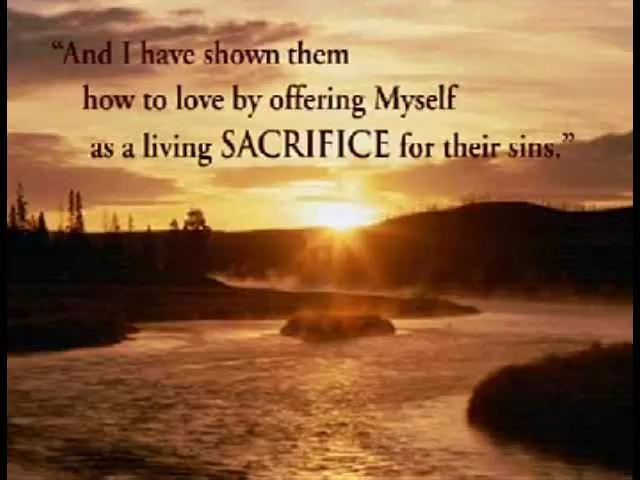 “And I have shown them
how to love by offering Myself
as a living SACRIFICE for their sins.”